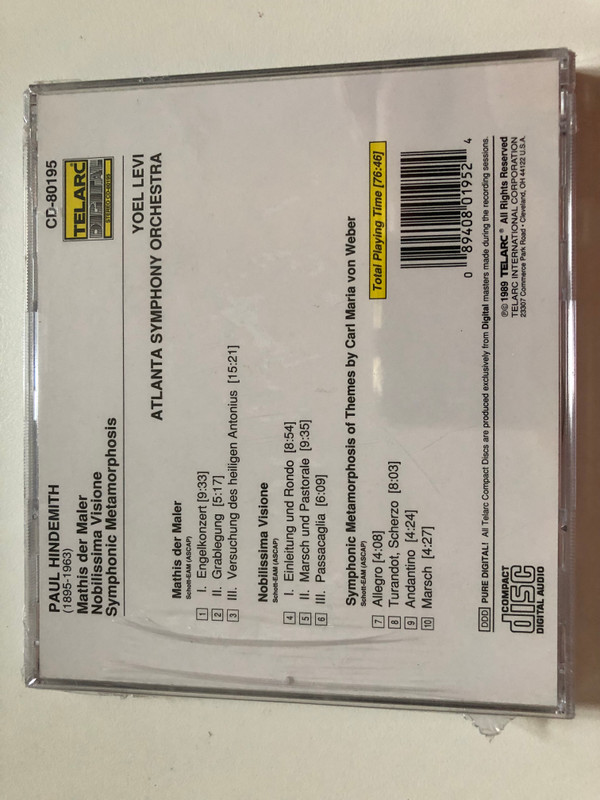 PAUL HINDEMITH
(1895-1963)
Mathis der Maler
Nobilissima Visione
Symphonic Metamorphosis
CD-80195
TELARC®
DIGITAL
YOEL LEVI
ATLANTA SYMPHONY ORCHESTRA
Mathis der Maler
Schott-EAM (ASCAP)
1 I. Engelkonzert [9:33]
2 II. Grablegung [5:17]
3 III. Versuchung des heiligen Antonius [15:21]
Nobilissima Visione
Schott-EAM (ASCAP)
4 I. Einleitung und Rondo [8:54]
5 II. Marsch und Pastorale [9:35]
6 III. Passacaglia [6:09]
Symphonic Metamorphosis of Themes by Carl Maria von Weber
Schott-EAM (ASCAP)
7 Allegro [4:08]
8 Turandot, Scherzo [8:03]
9 Andantino [4:24]
10 Marsch [4:27]
Total Playing Time [76:46]
0 89408 01952 4
DDD PURE DIGITAL! All Telarc Compact Discs are produced exclusively from Digital masters made during the recording sessions.
COMPACT
disc
DIGITAL AUDIO
℗© 1989 TELARC® All Rights Reserved
TELARC INTERNATIONAL CORPORATION
23307 Commerce Park Road • Cleveland, OH 44122 U.S.A.